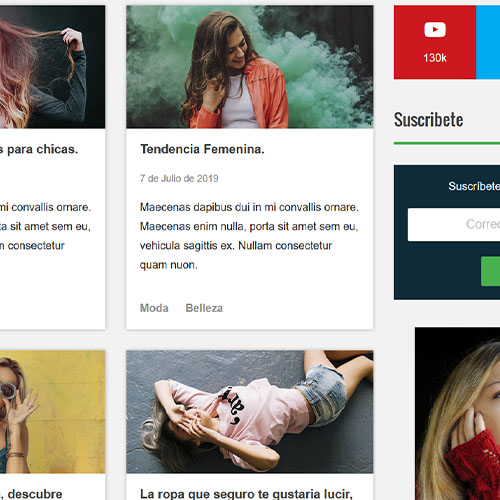 s para chicas.
mi convallis ornare.
ta sit amet sem eu,
m consectetur
Tendencia Femenina.
7 de Julio de 2019
Maecenas dapibus dui in mi convallis ornare.
Maecenas enim nulla, porta sit amet sem eu,
vehicula sagittis ex. Nullam consectetur
quam nuon.
Moda Belleza
130k
Suscribete
Suscribete
Correo
, descubre
La ropa que seguro te gustaria lucir,